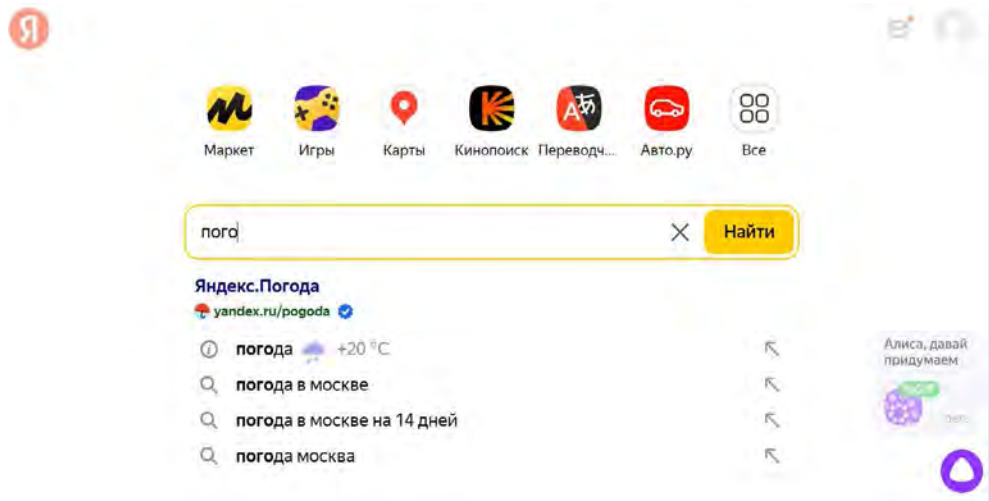 Я
Маркет Игры Карты Кинопоиск Переводч... Авто.ру Все
пого Найти
Яндекс.Погода
yandex.ru/pogoda
погода +20 °C
погода в москве
погода в москве на 14 дней
погода москва
Алиса, давай
придумаем